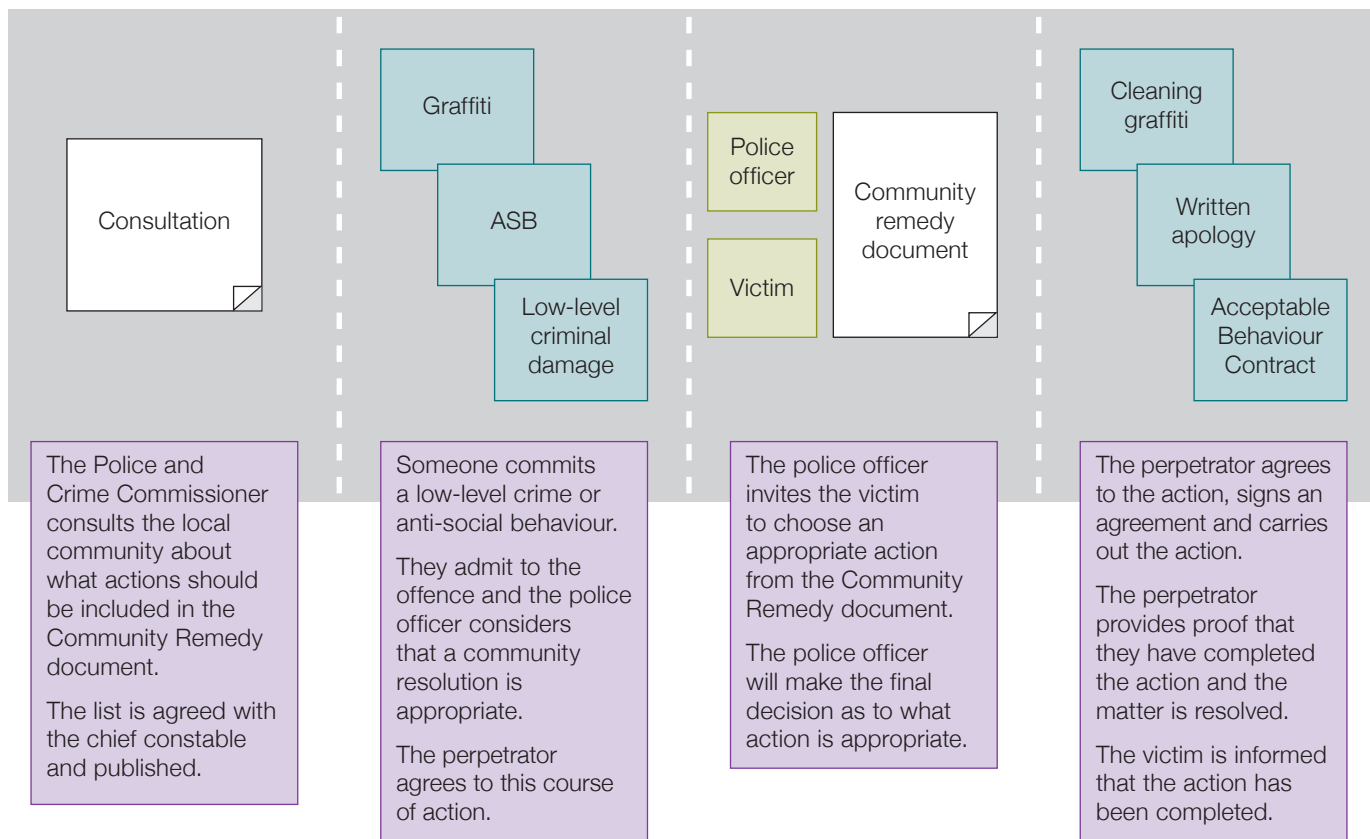 Consultation
Graffiti
ASB
Low-level
criminal
damage
Police
officer
Victim
Community
remedy
document
Cleaning
graffiti
Written
apology
Acceptable
Behaviour
Contract
The Police and
Crime Commissioner
consults the local
community about
what actions should
be included in the
Community Remedy
document.
The list is agreed with
the chief constable
and published.
Someone commits
a low-level crime or
anti-social behaviour.
They admit to the
offence and the police
officer considers
that a community
resolution is
appropriate.
The perpetrator
agrees to this course
of action.
The police officer
invites the victim
to choose an
appropriate action
from the Community
Remedy document.
The police officer
will make the final
decision as to what
action is appropriate.
The perpetrator agrees
to the action, signs an
agreement and carries
out the action.
The perpetrator
provides proof that
they have completed
the action and the
matter is resolved.
The victim is informed
that the action has
been completed.